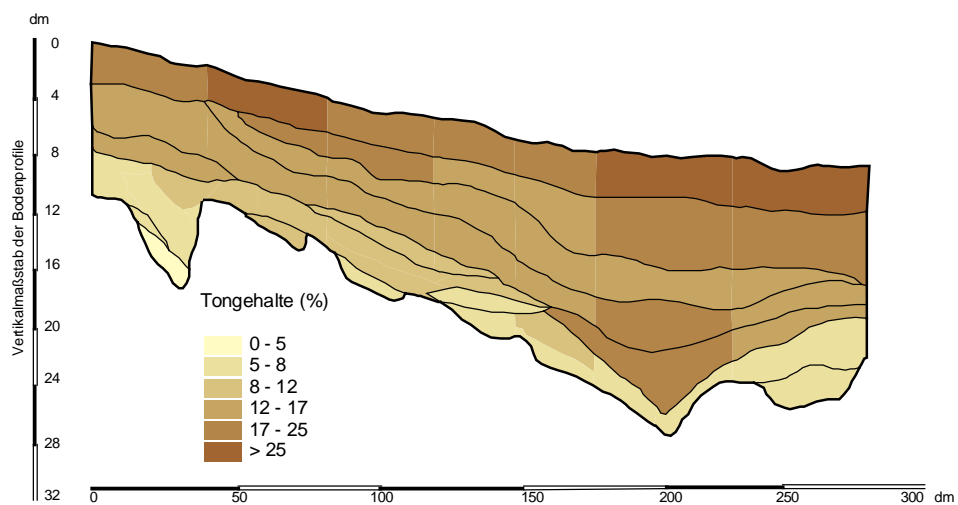 dm
0
4
8
12
16
20
24
28
32
Vertikalmaßstab der Bodenprofile
Tongehalte (%)
0 - 5
5 - 8
8 - 12
12 - 17
17 - 25
> 25
0 50 100 150 200 250 300 dm